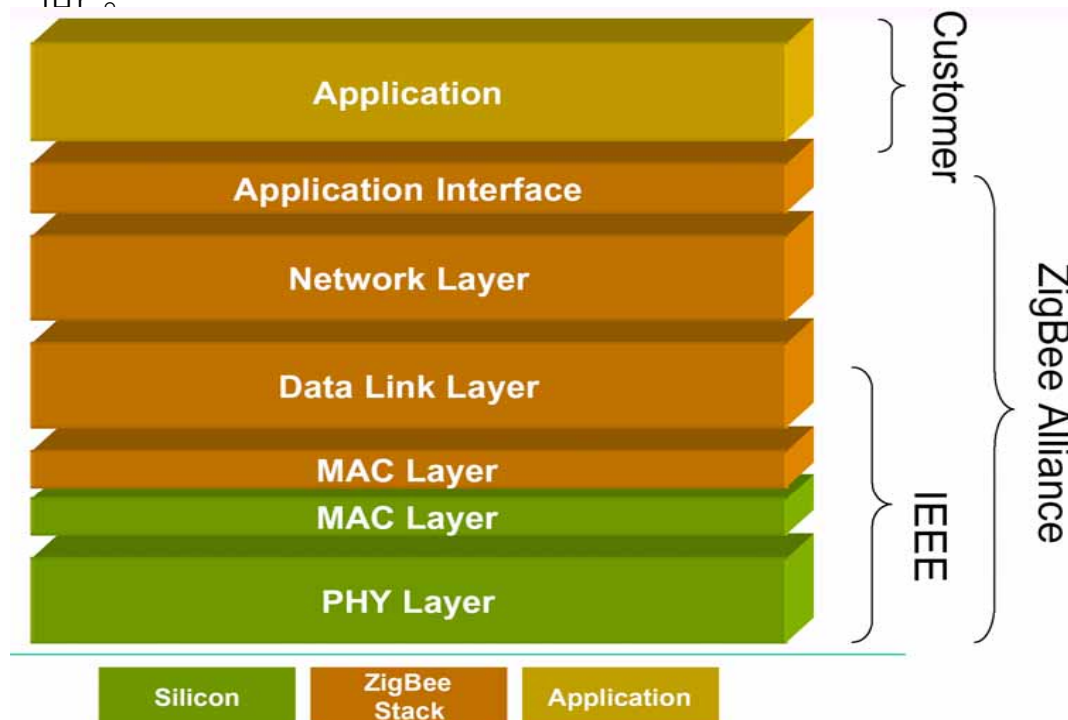 Application
Customer
Application Interface
Network Layer
Data Link Layer
MAC Layer
MAC Layer
PHY Layer
IEEE
ZigBee Alliance
Silicon
ZigBee
Stack
Application